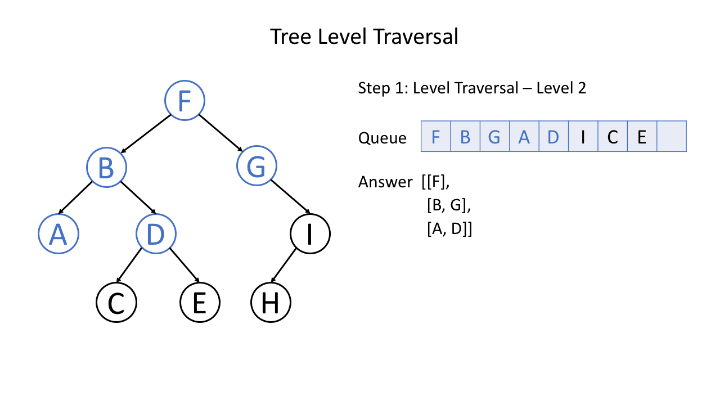 Tree Level Traversal
Step 1: Level Traversal – Level 2
Queue F B G A D I C E
Answer [[F],
[B, G],
[A, D]]
F
B G
A D I
C E H